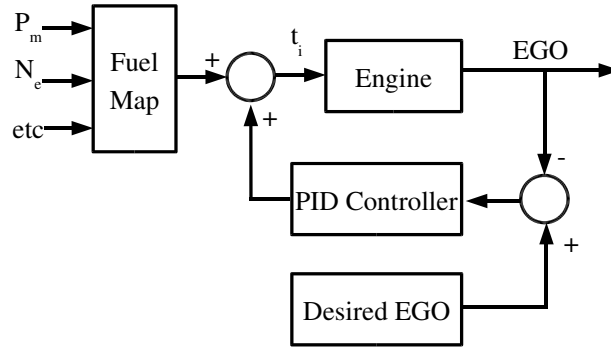 P_m
N_e
etc
Fuel
Map
+
+
t_i
Engine
EGO
-
PID Controller
+
Desired EGO